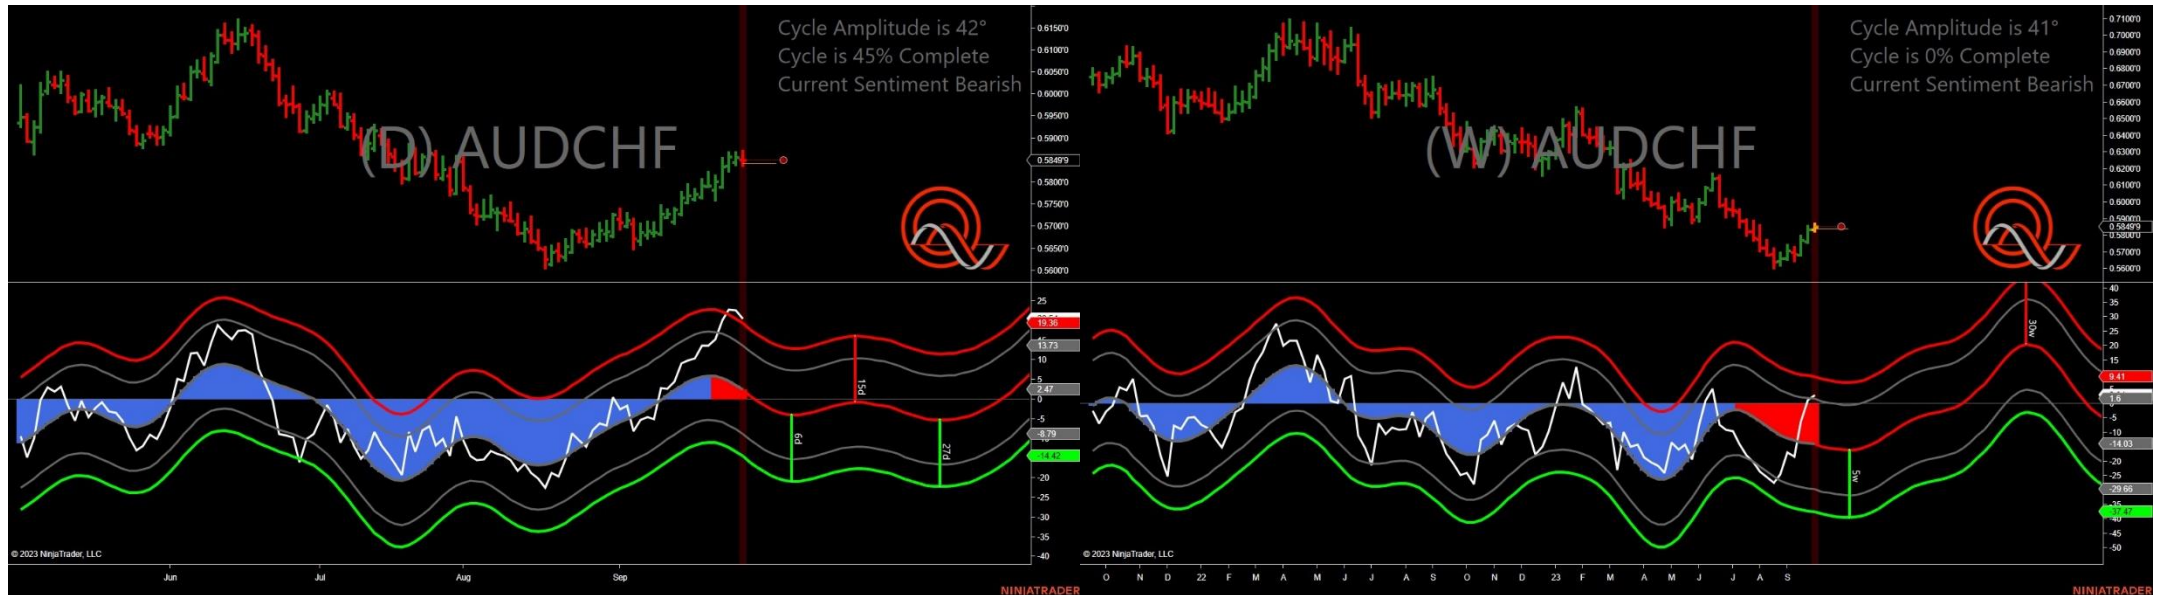 Cycle Amplitude is 42°
Cycle is 45% Complete
Current Sentiment Bearish
(D) AUDCHF
0.6150'0
0.6100'0
0.6050'0
0.6000'0
0.5950'0
0.5900'0
0.5849'9
0.5800'0
0.5750'0
0.5700'0
0.5650'0
0.5600'0
25
19.36
13.73
10
5
2.47
0
-5
-8.79
-14.42
-20
-25
-30
-35
-40
9d
15d
27d
© 2023 NinjaTrader, LLC
Jun
Jul
Aug
Sep
NINJATRADER
Cycle Amplitude is 41°
Cycle is 0% Complete
Current Sentiment Bearish
(W) AUDCHF
0.7100'0
0.7000'0
0.6900'0
0.6800'0
0.6650'0
0.6500'0
0.6400'0
0.6300'0
0.6200'0
0.6100'0
0.6000'0
0.5900'0
0.5849'9
0.5800'0
0.5700'0
0.5600'0
40
35
30
25
20
15
9.41
1.6
-5
-10
-14.03
-20
-25
-29.66
-37.47
-45
-50
5w
30w
© 2023 NinjaTrader, LLC
O N D 22 F M A M J J A S O N D 23 F M A M J J A S
NINJATRADER